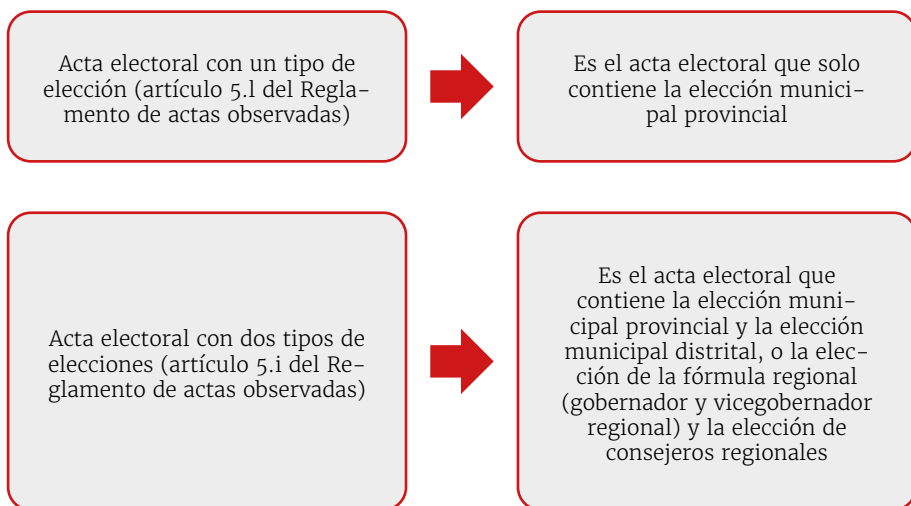 Acta electoral con un tipo de
elección (artículo 5.l del Regla-
mento de actas observadas)
Es el acta electoral que solo
contiene la elección munici-
pal provincial
Acta electoral con dos tipos de
elecciones (artículo 5.i del Re-
glamento de actas observadas)
Es el acta electoral que
contiene la elección muni-
cipal provincial y la elección
municipal distrital, o la elec-
ción de la fórmula regional
(gobernador y vicegobernador
regional) y la elección de
consejeros regionales